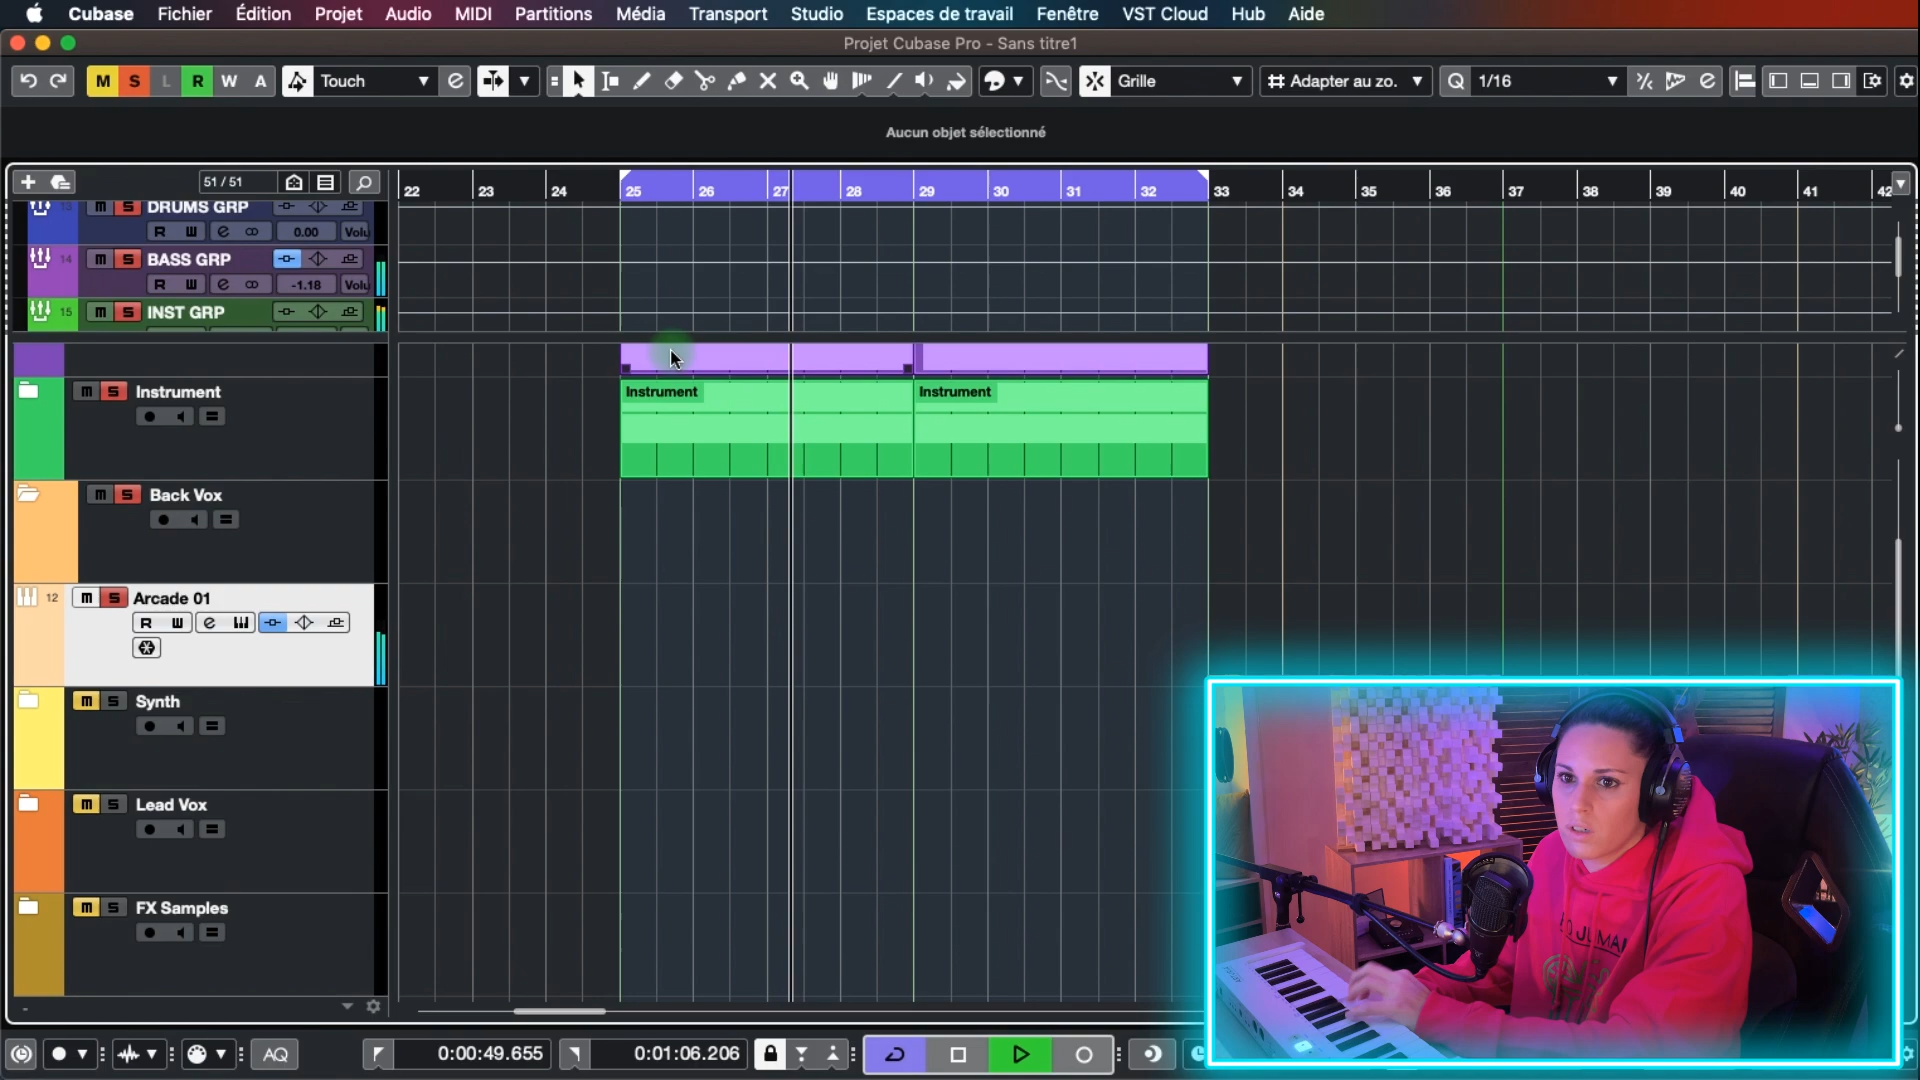 Cubase Fichier Édition Projet Audio MIDI Partitions Média Transport Studio Espaces de travail Fenêtre VST Cloud Hub Aide
Projet Cubase Pro - Sans titre1
M S L R W A Touch Grille Adapter au zo. Q 1/16
Aucun objet sélectionné
51 / 51
22 23 24 25 26 27 28 29 30 31 32 33 34 35 36 37 38 39 40 41 42
13 m S DRUMS GRP
R W e 0.00 Volu
14 m S BASS GRP
R W e -1.18 Volu
15 m S INST GRP
m S Instrument
Instrument Instrument
m S Back Vox
12 m S Arcade 01
R W e
m S Synth
m S Lead Vox
m S FX Samples
AQ 0:00:49.655 0:01:06.206